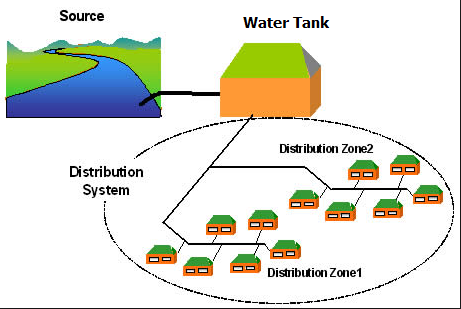 Source
Water Tank
Distribution Zone2
Distribution
System
Distribution Zone1